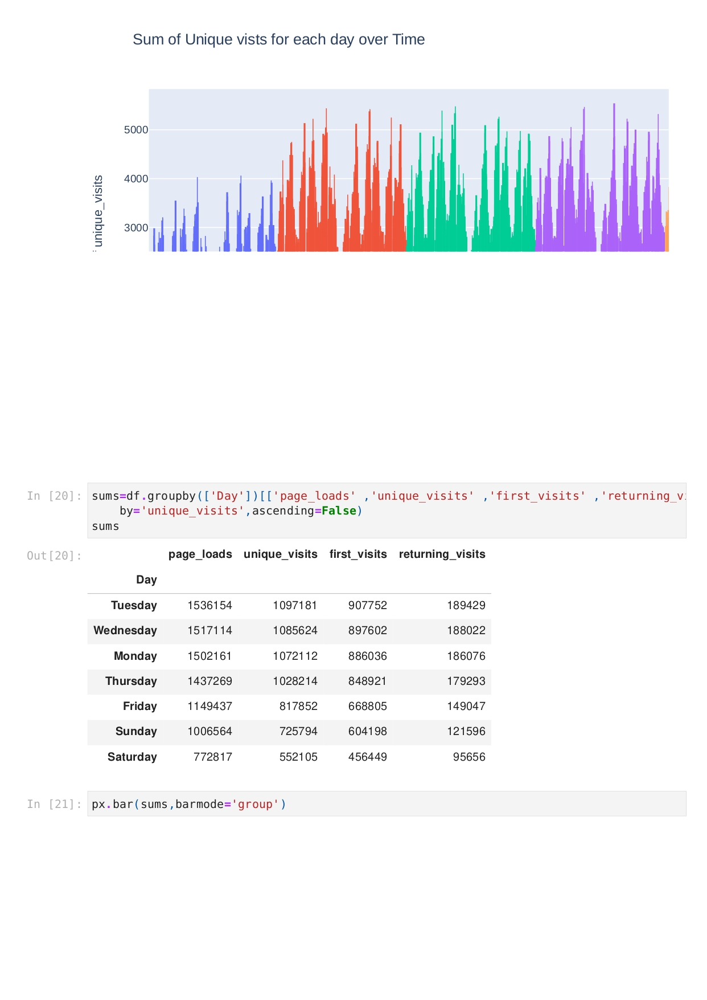 Sum of Unique vists for each day over Time
5000
4000
3000
unique_visits
In [20]: sums=df.groupby(['Day'])[['page_loads' ,'unique_visits' ,'first_visits' ,'returning_vi
by='unique_visits',ascending=False)
sums
Out[20]: page_loads unique_visits first_visits returning_visits
Day
Tuesday 1536154 1097181 907752 189429
Wednesday 1517114 1085624 897602 188022
Monday 1502161 1072112 886036 186076
Thursday 1437269 1028214 848921 179293
Friday 1149437 817852 668805 149047
Sunday 1006564 725794 604198 121596
Saturday 772817 552105 456449 95656
In [21]: px.bar(sums,barmode='group')